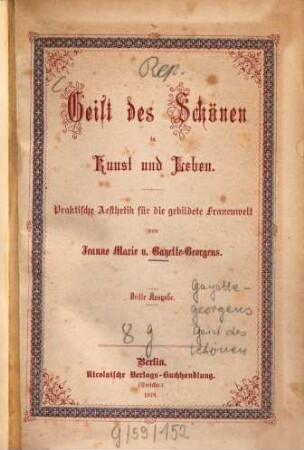 Rep.
Geist des Schönen
in
Kunst und Leben.
Praktische Aesthetik für die gebildete Frauenwelt
von
Jeanne Marie v. Gayette-Georgens.
Dritte Ausgabe.
Gayette-
georgens
Geist des
Schönen
8 g
Berlin.
Nicolaische Verlags-Buchhandlung.
g/59/152